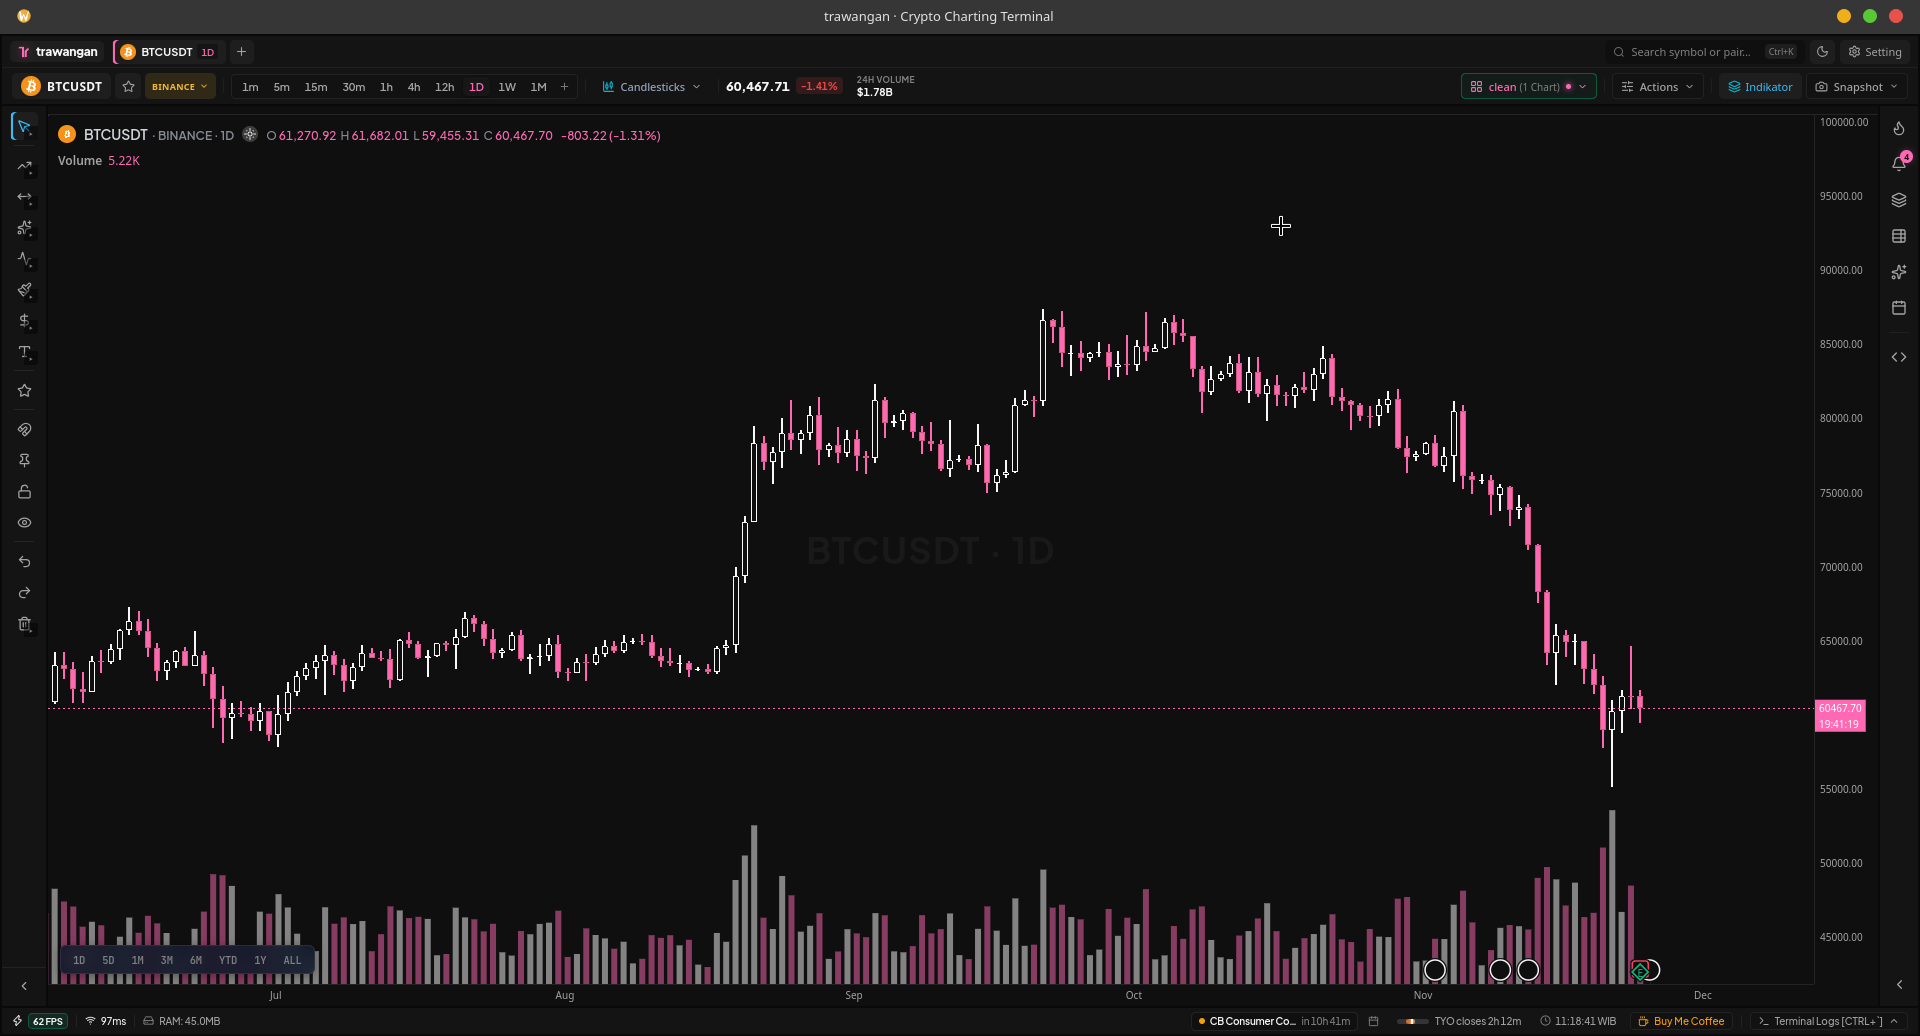 trawangan · Crypto Charting Terminal
trawangan
BTCUSDT 1D
Search symbol or pair... Ctrl+K
Setting
BTCUSDT
BINANCE
1m 5m 15m 30m 1h 4h 12h 1D 1W 1M
Candlesticks
60,467.71 -1.41%
24H VOLUME
$1.78B
clean (1 Chart)
Actions
Indikator
Snapshot
BTCUSDT · BINANCE · 1D O 61,270.92 H 61,682.01 L 59,455.31 C 60,467.70 -803.22 (-1.31%)
Volume 5.22K
4
BTCUSDT · 1D
100000.00
95000.00
90000.00
85000.00
80000.00
75000.00
70000.00
65000.00
60467.70
19:41:19
55000.00
50000.00
45000.00
1D 5D 1M 3M 6M YTD 1Y ALL
E
Jul Aug Sep Oct Nov Dec
62 FPS 97ms RAM: 45.0MB
CB Consumer Co... in 10h 41m
TYO closes 2h 12m
11:18:41 WIB
Buy Me Coffee
Terminal Logs [CTRL+`]